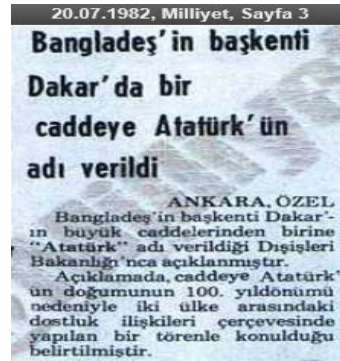 20.07.1982, Milliyet, Sayfa 3
Bangladeş'in başkenti
Dakar'da bir
caddeye Atatürk'ün
adı verildi
ANKARA, ÖZEL
Bangladeş'in başkenti Dakar'-
ın büyük caddelerinden birine
"Atatürk" adı verildiği Dışişleri
Bakanlığı'nca açıklanmıştır.
Açıklamada, caddeye Atatürk'
ün doğumunun 100. yıldönümü
nedeniyle iki ülke arasındaki
dostluk ilişkileri çerçevesinde
yapılan bir törenle konulduğu
belirtilmiştir.